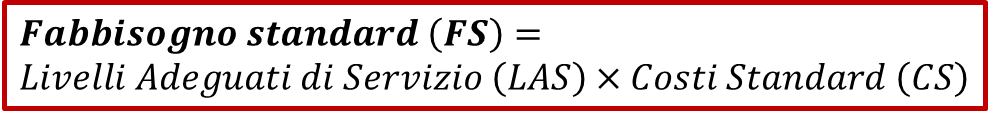 Fabbisogno standard (FS) =
Livelli Adeguati di Servizio (LAS) × Costi Standard (CS)